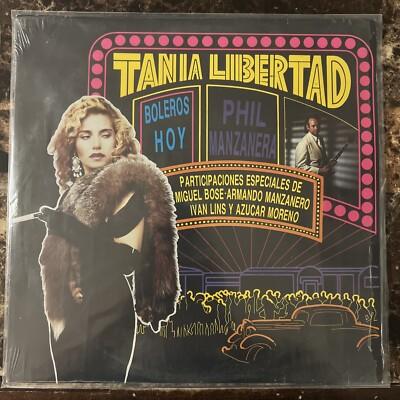 TANIA LIBERTAD
BOLEROS
HOY
PHIL
MANZANERA
PARTICIPACIONES ESPECIALES DE
MIGUEL BOSE·ARMANDO MANZANERO
IVAN LINS Y AZUCAR MORENO